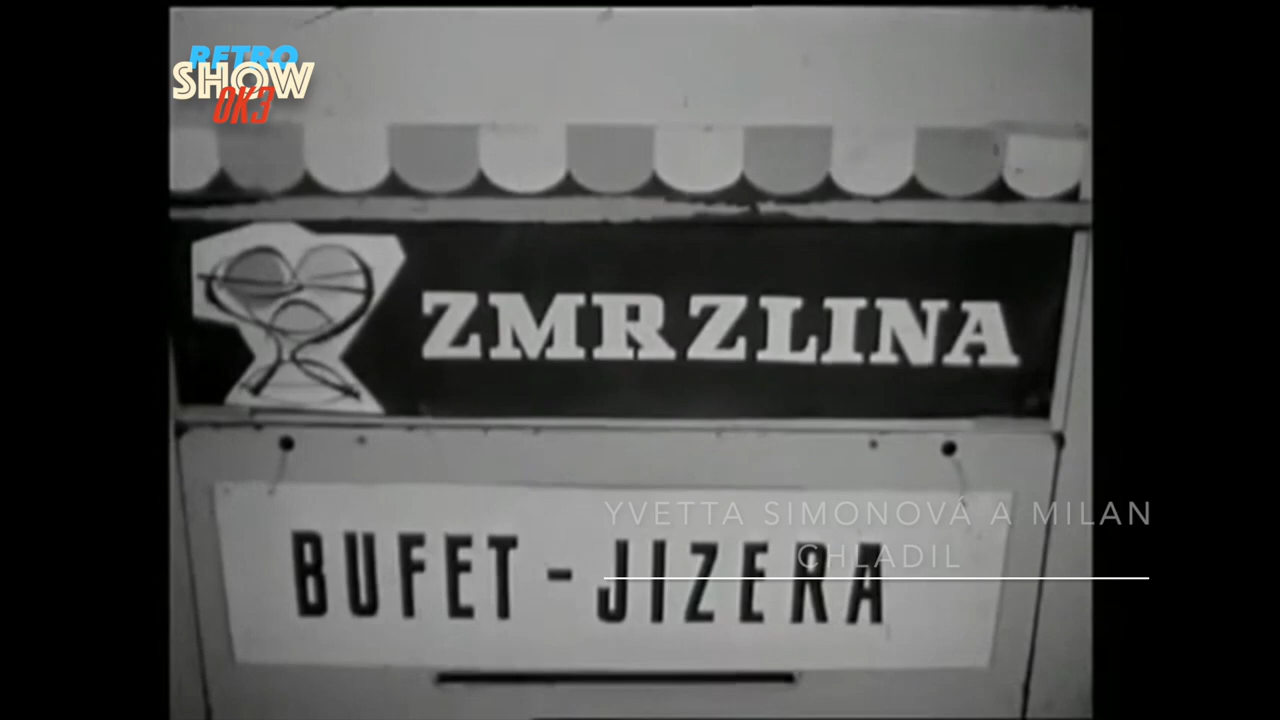 RETRO
SHOW
OK3
ZMRZLINA
BUFET - JIZERA
YVETTA SIMONOVÁ A MILAN
CHLADIL